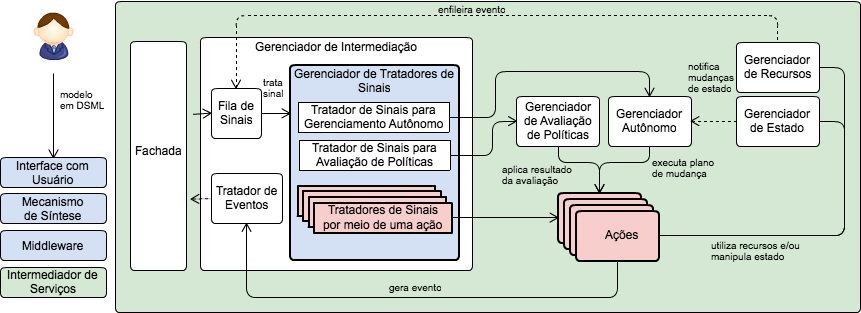 modelo
em DSML
Interface com
Usuário
Mecanismo
de Síntese
Middleware
Intermediador de
Serviços
enfileira evento
Fachada
Gerenciador de Intermediação
Fila de
Sinais
trata
sinal
Gerenciador de Tratadores de
Sinais
Tratador de Sinais para
Gerenciamento Autônomo
Tratador de Sinais para
Avaliação de Políticas
Tratador de
Eventos
Tratadores de Sinais
por meio de uma ação
Gerenciador
de Avaliação
de Políticas
Gerenciador
Autônomo
notifica
mudanças
de estado
Gerenciador
de Recursos
Gerenciador
de Estado
aplica resultado
da avaliação
executa plano
de mudança
Ações
utiliza recursos e/ou
manipula estado
gera evento